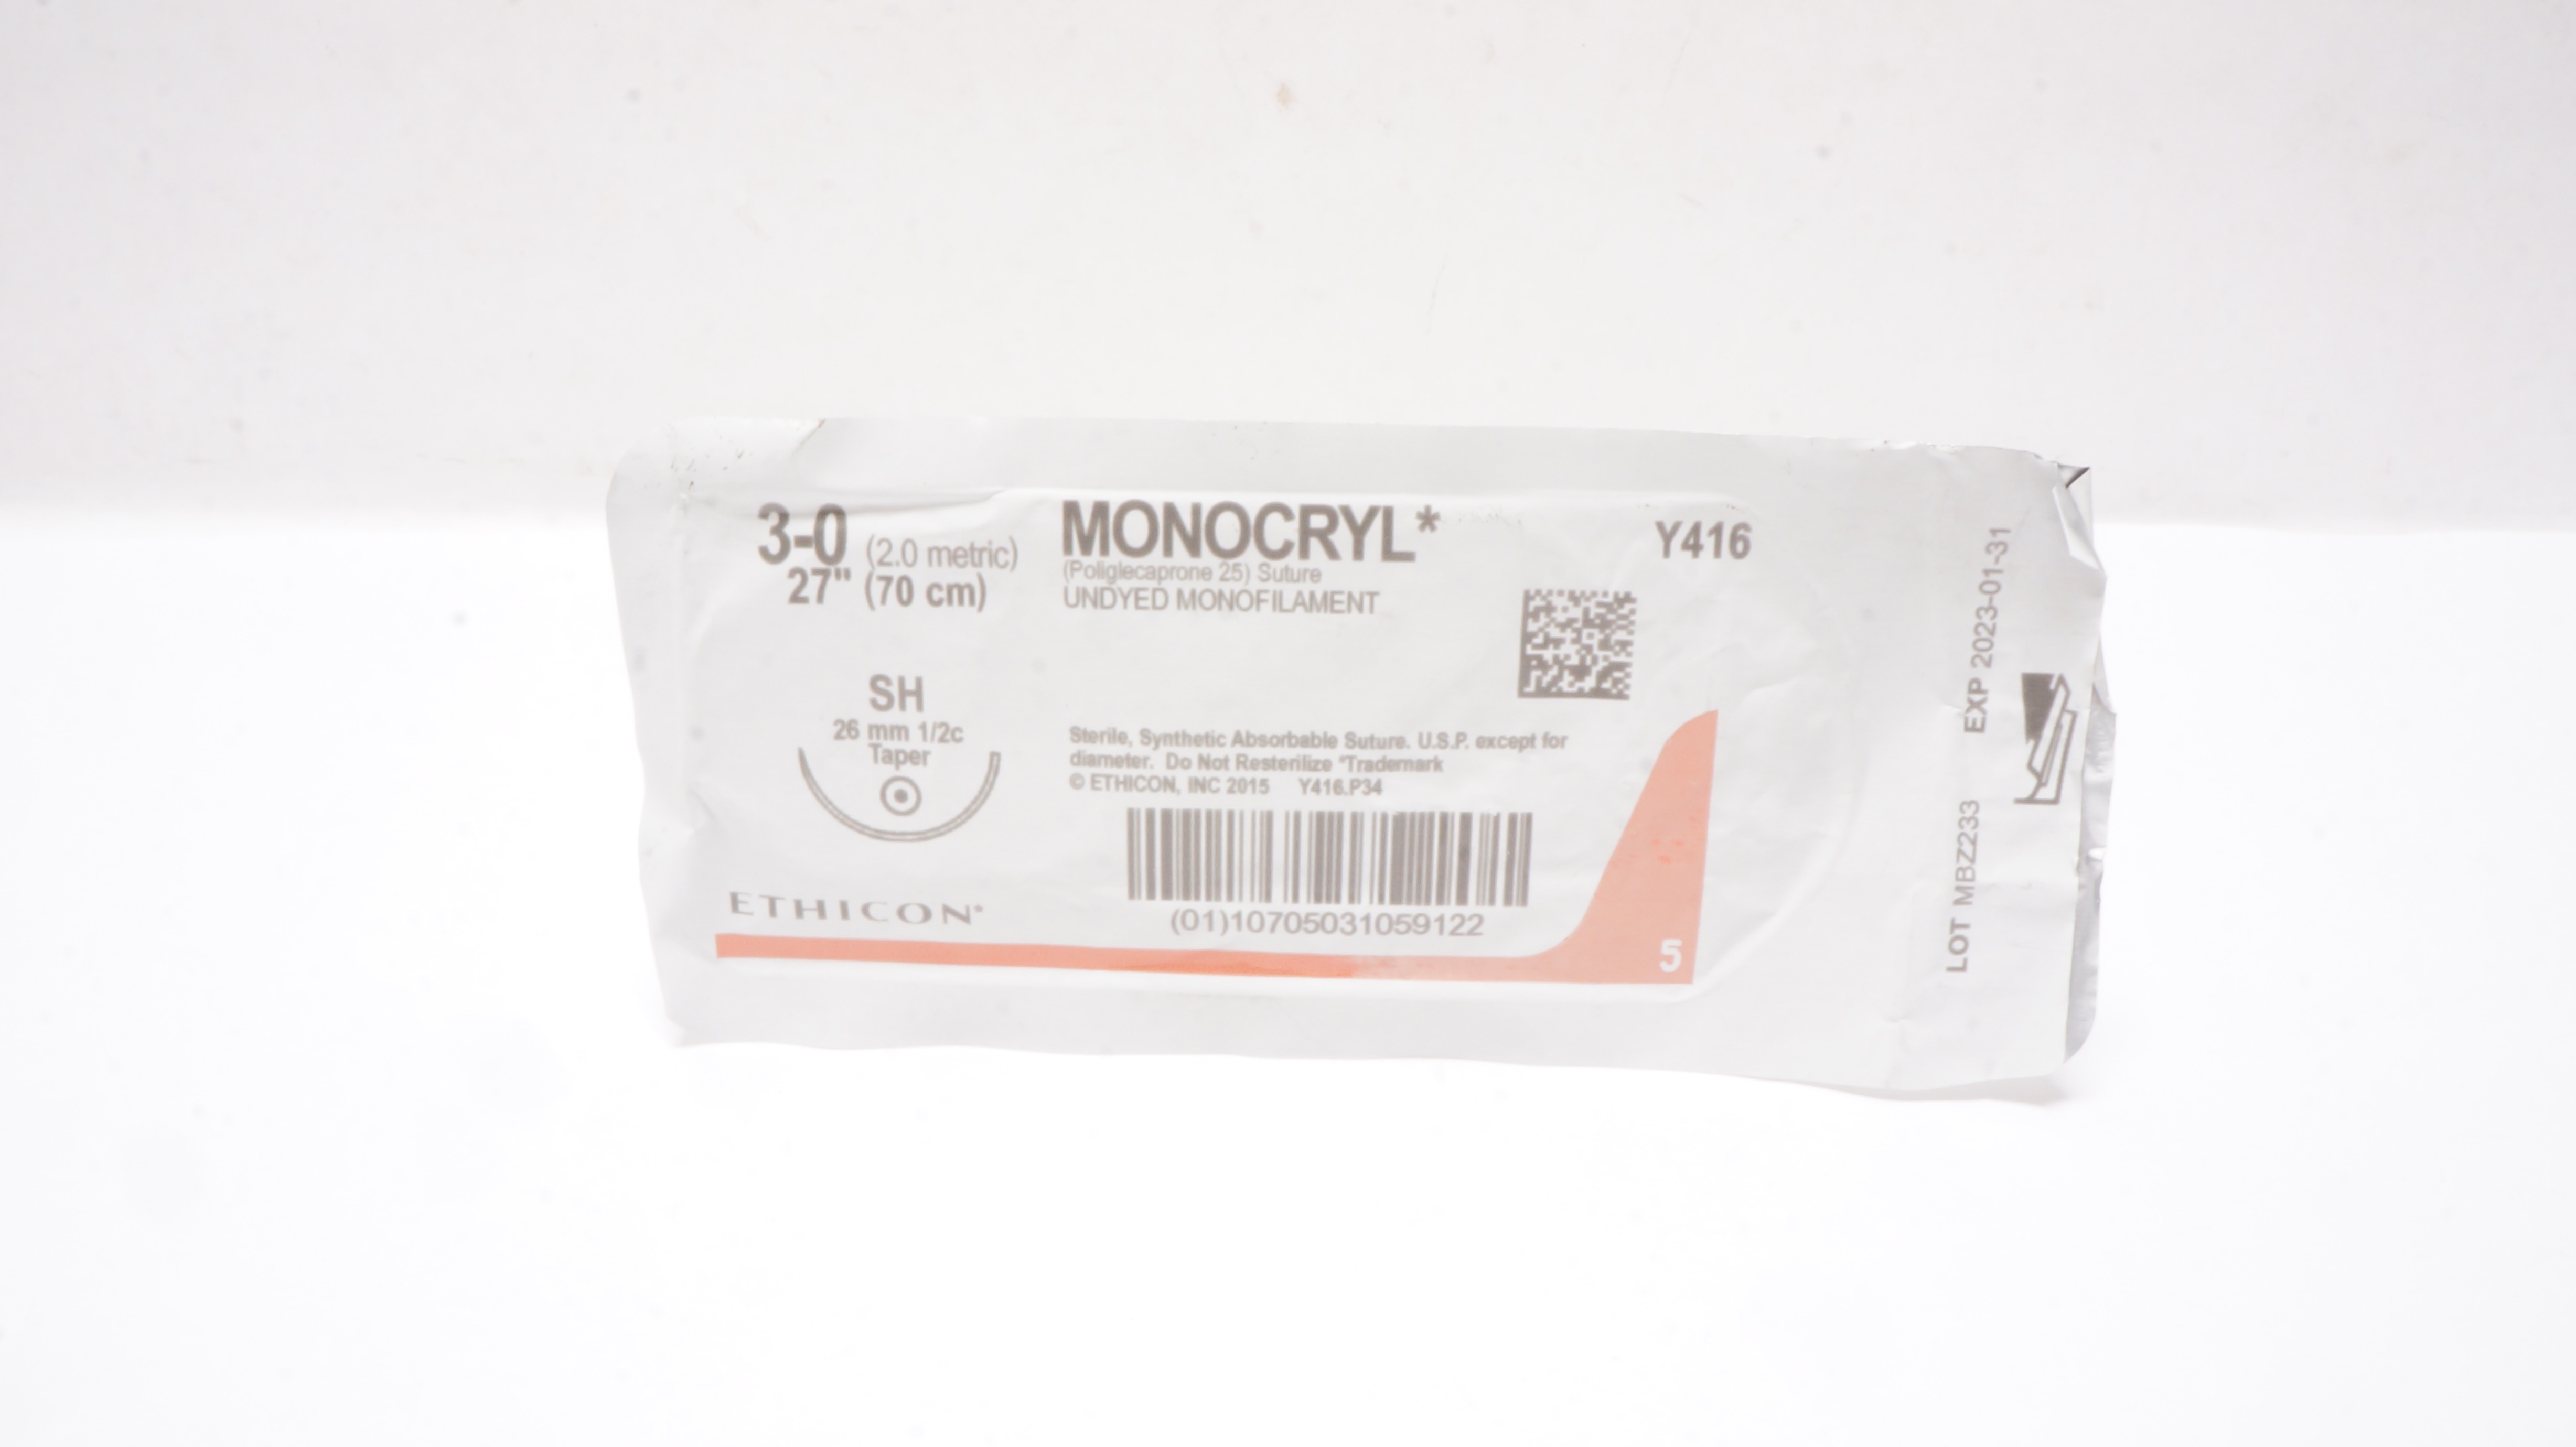 3-0 (2.0 metric)
27" (70 cm)
MONOCRYL*
(Poliglecaprone 25) Suture
UNDYED MONOFILAMENT
Y416
SH
26 mm 1/2c
Taper
Sterile, Synthetic Absorbable Suture. U.S.P. except for
diameter. Do Not Resterilize *Trademark
© ETHICON, INC 2015 Y416.P34
(01)10705031059122
ETHICON*
5
LOT MBZ233 EXP 2023-01-31